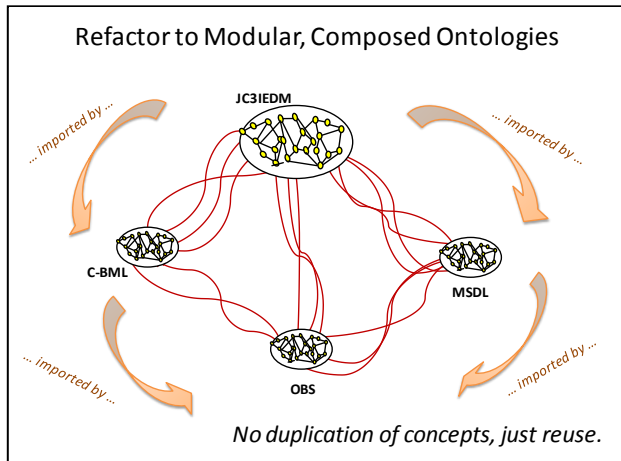 Refactor to Modular, Composed Ontologies
JC3IEDM
... imported by ...
... imported by ...
C-BML
MSDL
OBS
... imported by ...
... imported by ...
No duplication of concepts, just reuse.